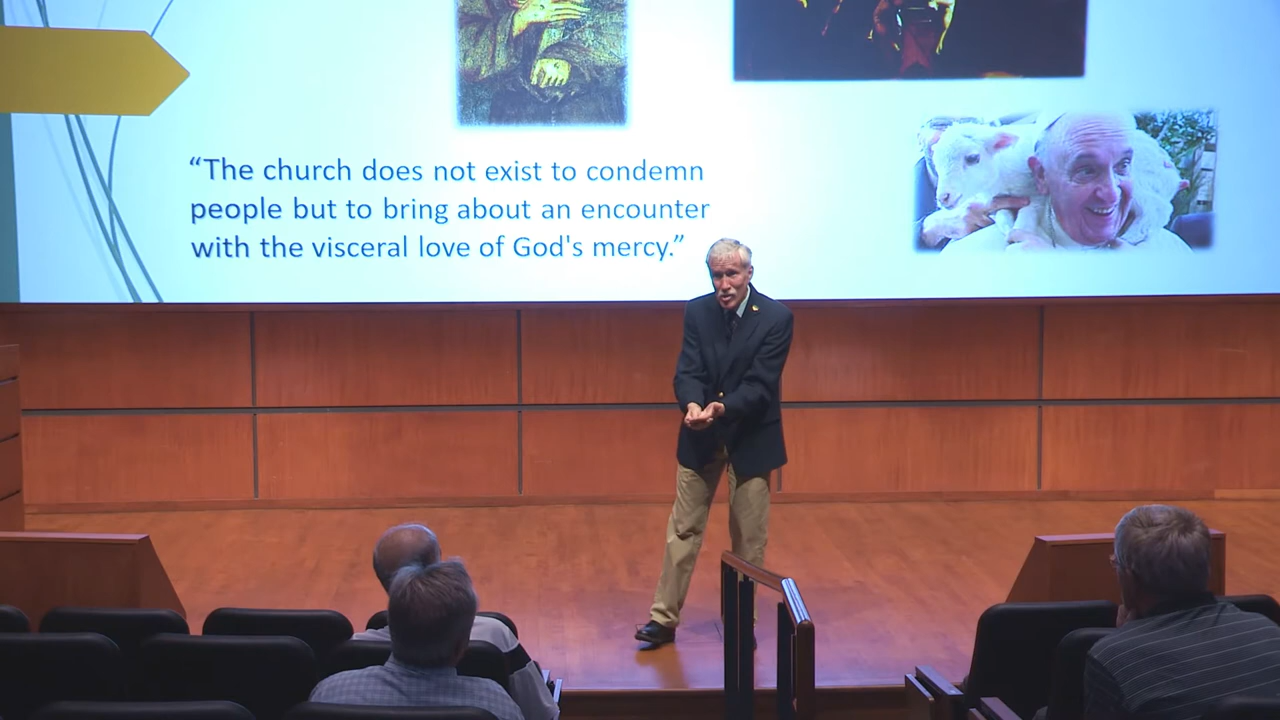 “The church does not exist to condemn
people but to bring about an encounter
with the visceral love of God's mercy.”